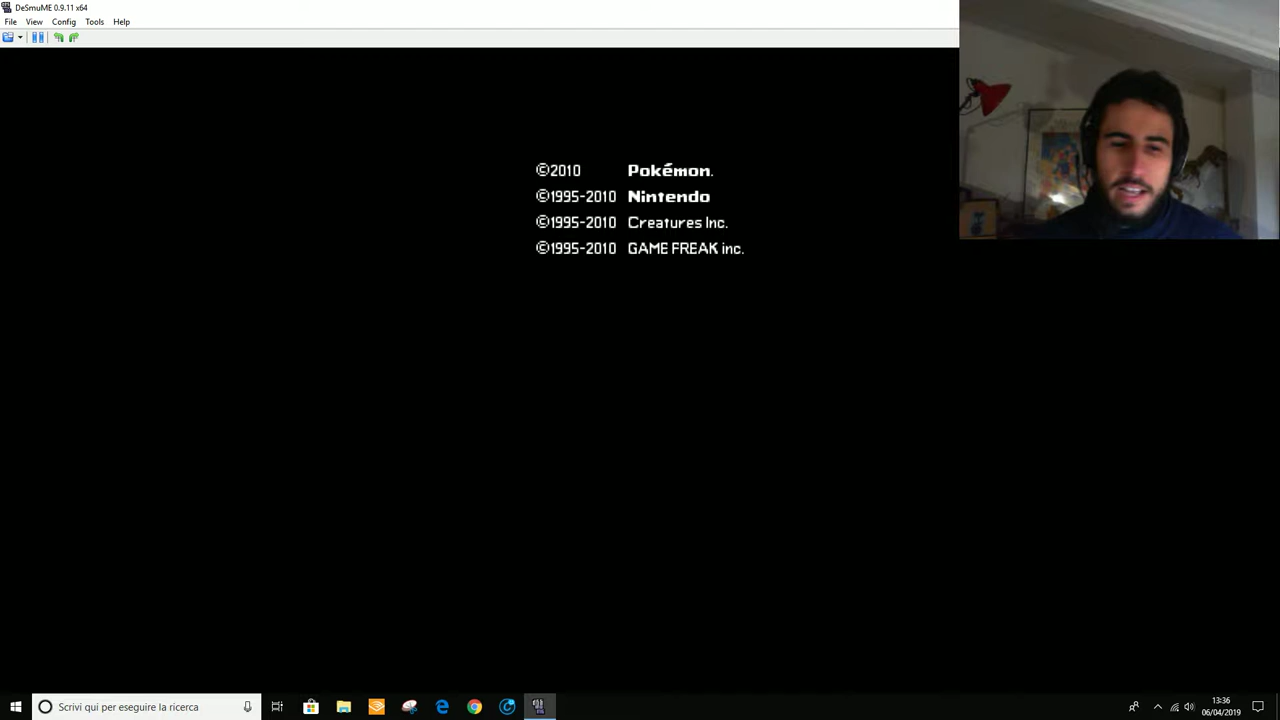 DeSmuME 0.9.11 x64
File View Config Tools Help
©2010 Pokémon.
©1995-2010 Nintendo
©1995-2010 Creatures Inc.
©1995-2010 GAME FREAK inc.
Scrivi qui per eseguire la ricerca
13:36
06/04/2019